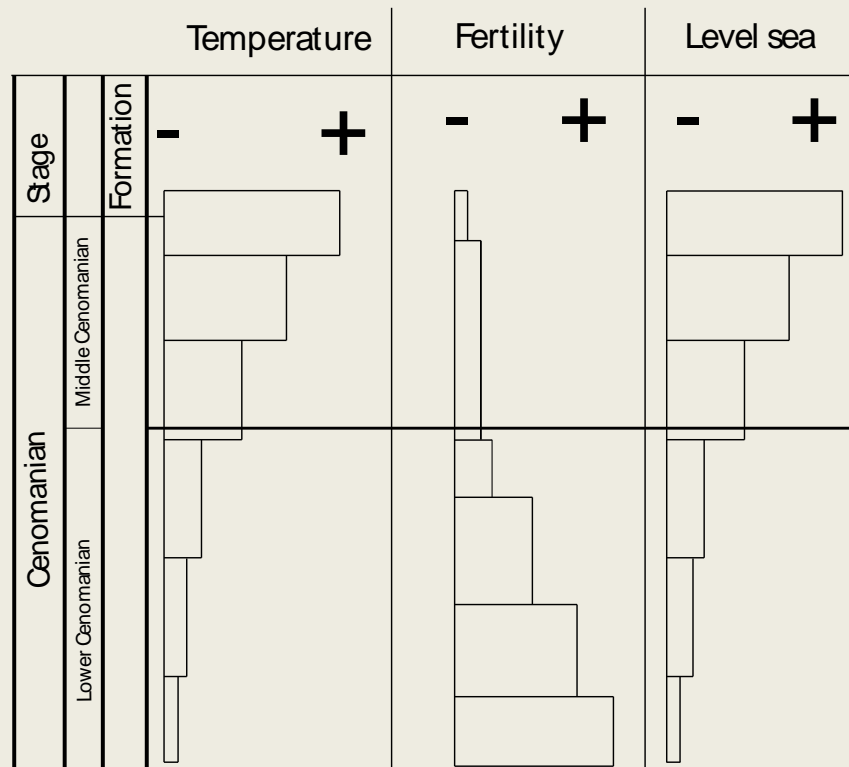 Temperature Fertility Level sea
Stage Formation - + - + - +
Cenomanian
Middle Cenomanian
Lower Cenomanian